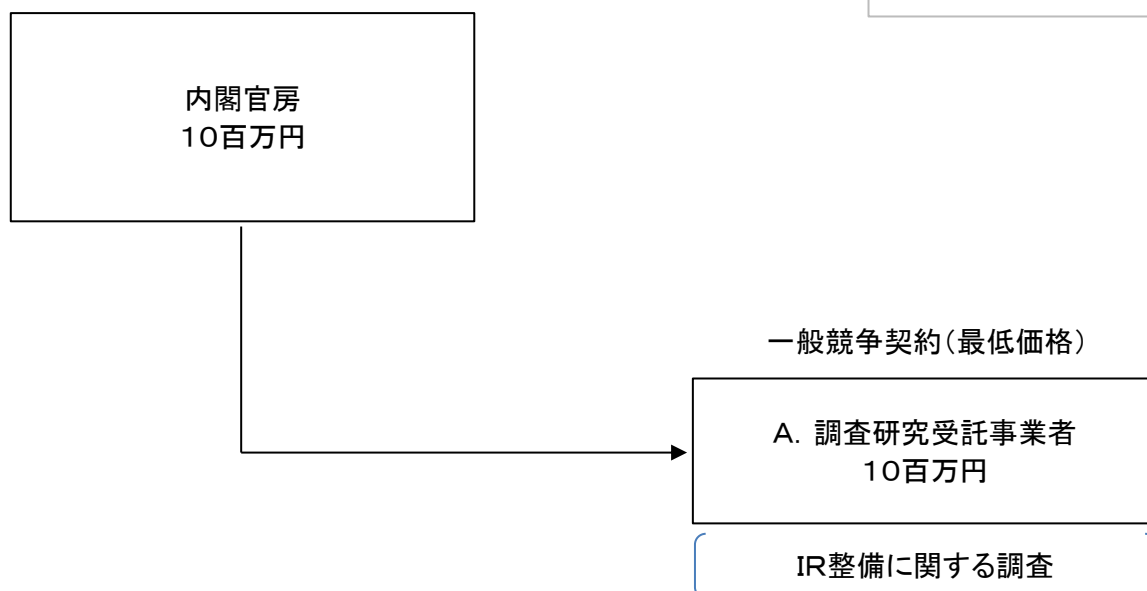 内閣官房
１０百万円
一般競争契約（最低価格）
Ａ．調査研究受託事業者
１０百万円
ＩＲ整備に関する調査